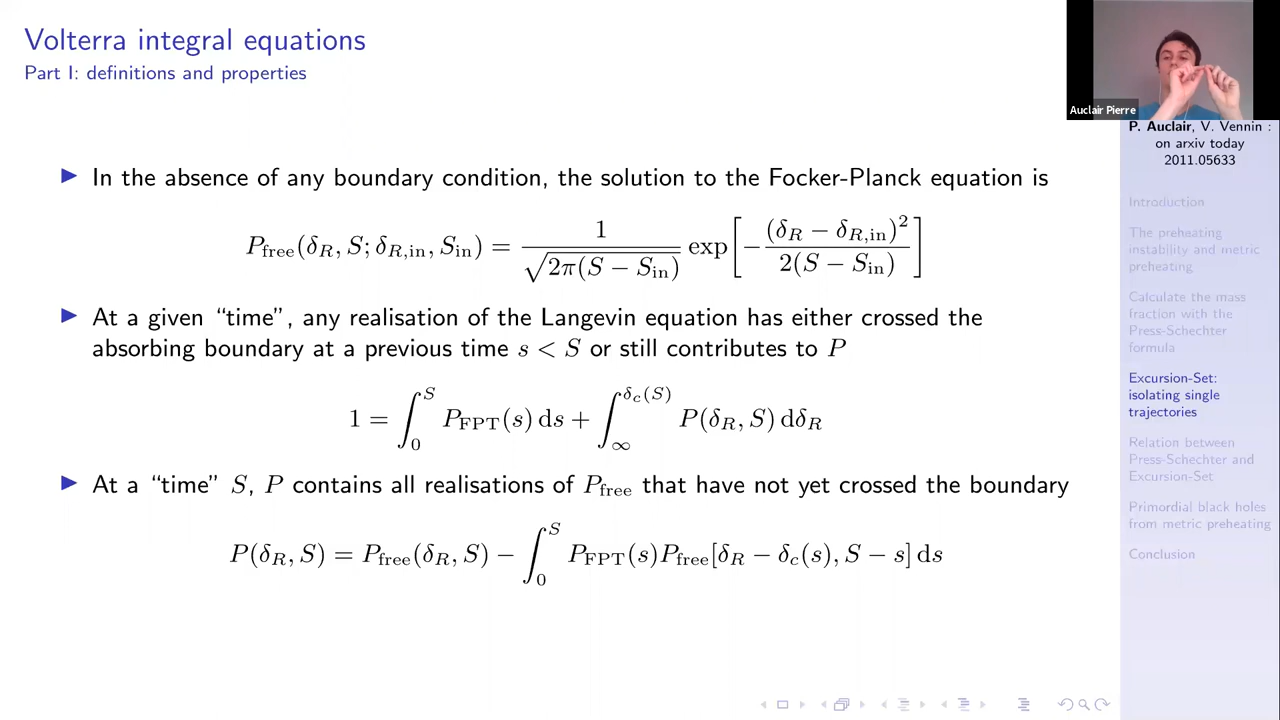 Volterra integral equations
Part I: definitions and properties
▶ In the absence of any boundary condition, the solution to the Focker-Planck equation is
P_free(δ_R, S; δ_R,in, S_in) = 1/√(2π(S − S_in)) exp[−(δ_R − δ_R,in)²/2(S − S_in)]
▶ At a given “time”, any realisation of the Langevin equation has either crossed the
absorbing boundary at a previous time s < S or still contributes to P
1 = ∫_0^S P_FPT(s) ds + ∫_∞^δ_c(S) P(δ_R, S) dδ_R
▶ At a “time” S, P contains all realisations of P_free that have not yet crossed the boundary
P(δ_R, S) = P_free(δ_R, S) − ∫_0^S P_FPT(s)P_free[δ_R − δ_c(s), S − s] ds
Auclair Pierre
P. Auclair, V. Vennin :
on arxiv today
2011.05633
Introduction
The preheating
instability and metric
preheating
Calculate the mass
fraction with the
Press-Schechter
formula
Excursion-Set:
isolating single
trajectories
Relation between
Press-Schechter and
Excursion-Set
Primordial black holes
from metric preheating
Conclusion